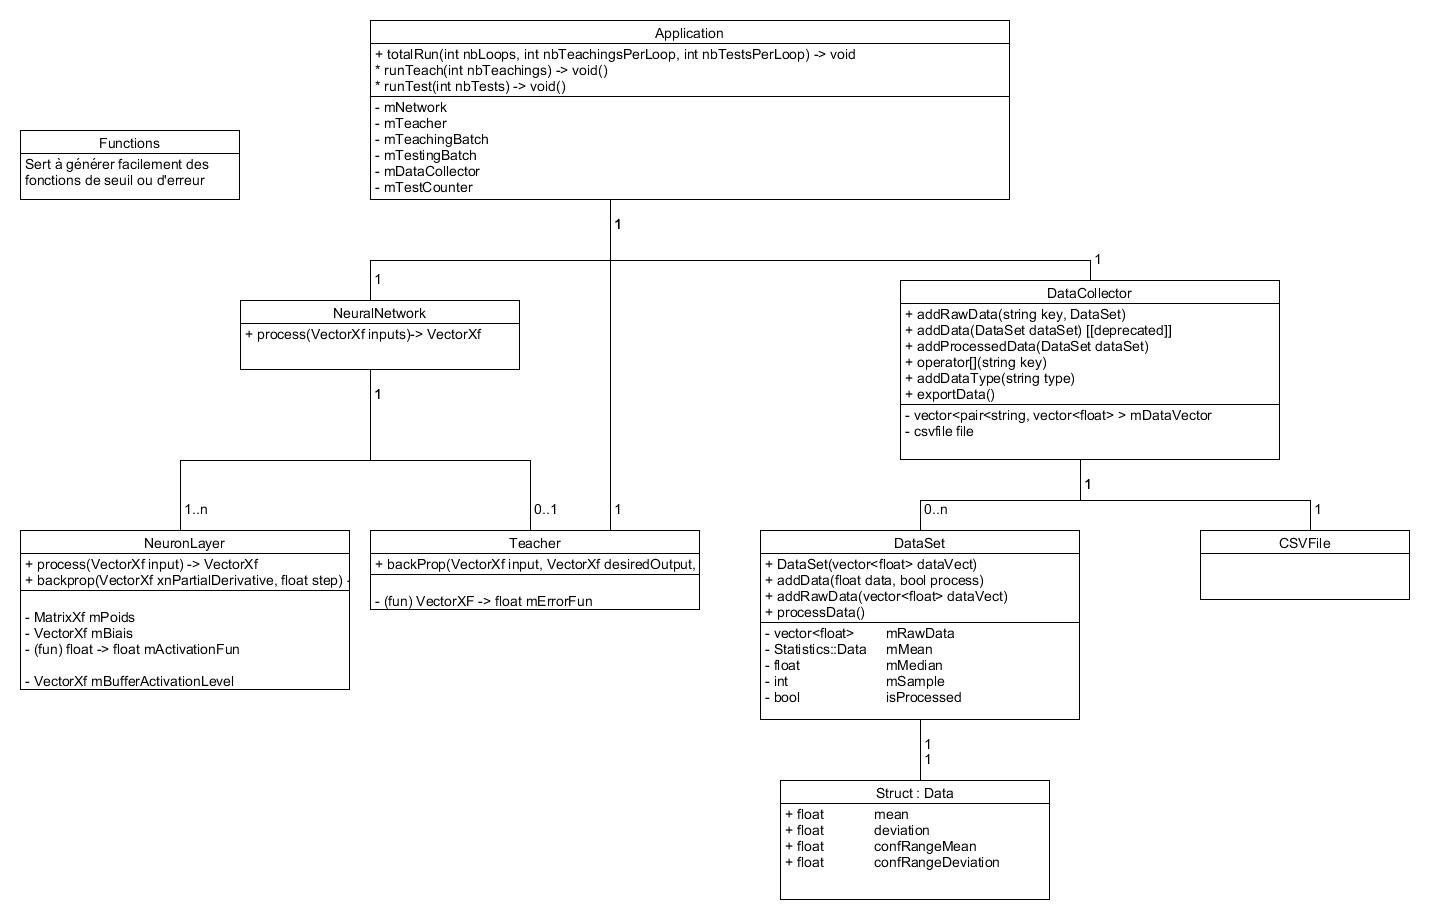 Application
+ totalRun(int nbLoops, int nbTeachingsPerLoop, int nbTestsPerLoop) -> void
* runTeach(int nbTeachings) -> void()
* runTest(int nbTests) -> void()
- mNetwork
- mTeacher
- mTeachingBatch
- mTestingBatch
- mDataCollector
- mTestCounter
Functions
Sert à générer facilement des
fonctions de seuil ou d'erreur
1
1
1
NeuralNetwork
+ process(VectorXf inputs)-> VectorXf
1
DataCollector
+ addRawData(string key, DataSet)
+ addData(DataSet dataSet) [[deprecated]]
+ addProcessedData(DataSet dataSet)
+ operator[](string key)
+ addDataType(string type)
+ exportData()
- vector<pair<string, vector<float> > mDataVector
- csvfile file
1
1..n
0..1
1
0..n
1
NeuronLayer
+ process(VectorXf input) -> VectorXf
+ backprop(VectorXf xnPartialDerivative, float step) -
- MatrixXf mPoids
- VectorXf mBiais
- (fun) float -> float mActivationFun
- VectorXf mBufferActivationLevel
Teacher
+ backProp(VectorXf input, VectorXf desiredOutput,
- (fun) VectorXF -> float mErrorFun
DataSet
+ DataSet(vector<float> dataVect)
+ addData(float data, bool process)
+ addRawData(vector<float> dataVect)
+ processData()
- vector<float> mRawData
- Statistics::Data mMean
- float mMedian
- int mSample
- bool isProcessed
CSVFile
1
1
Struct : Data
+ float mean
+ float deviation
+ float confRangeMean
+ float confRangeDeviation